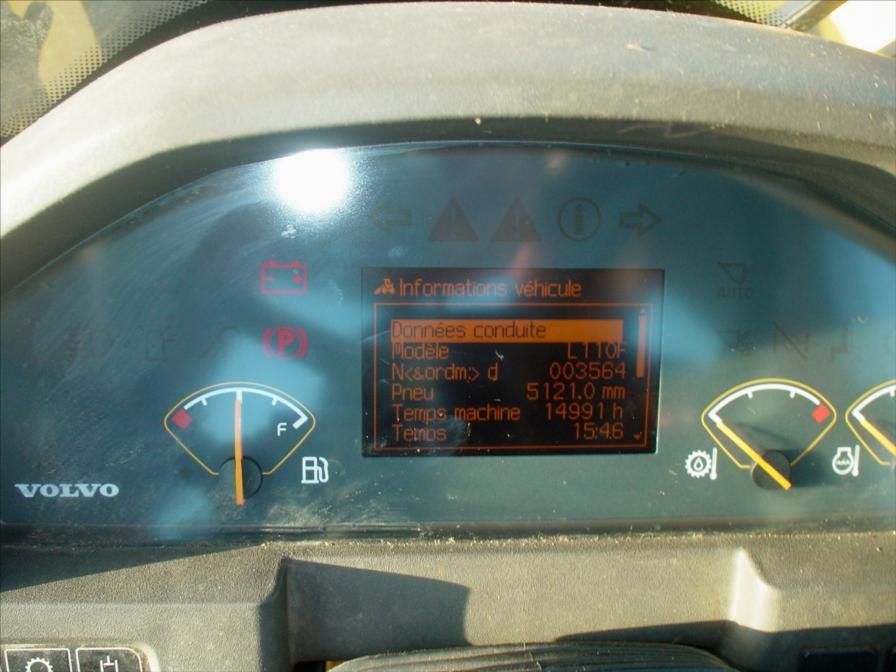 AUTO
Informations véhicule
Données conduite
Modèle L110F
N<&ordm;> d 003564
Pneu 5121.0 mm
Temps machine 14991 h
Temps 15:46
(P)
F
VOLVO